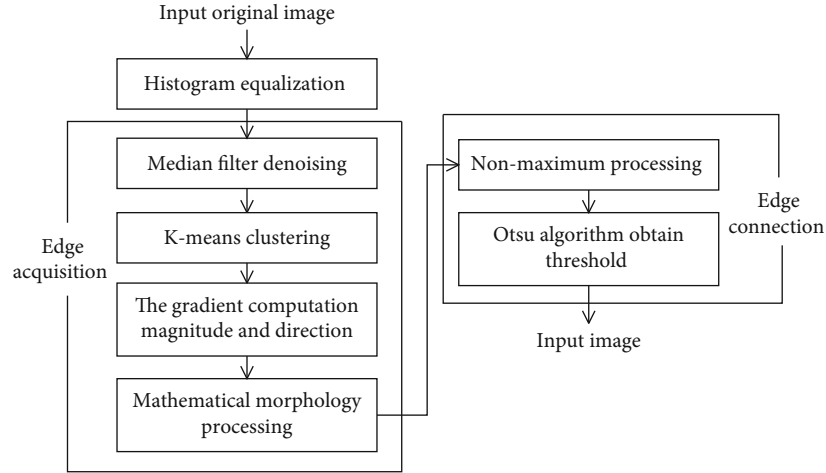 Input original image
Histogram equalization
Median filter denoising
K-means clustering
Edge
acquisition
The gradient computation
magnitude and direction
Mathematical morphology
processing
Non-maximum processing
Otsu algorithm obtain
threshold
Edge
connection
Input image